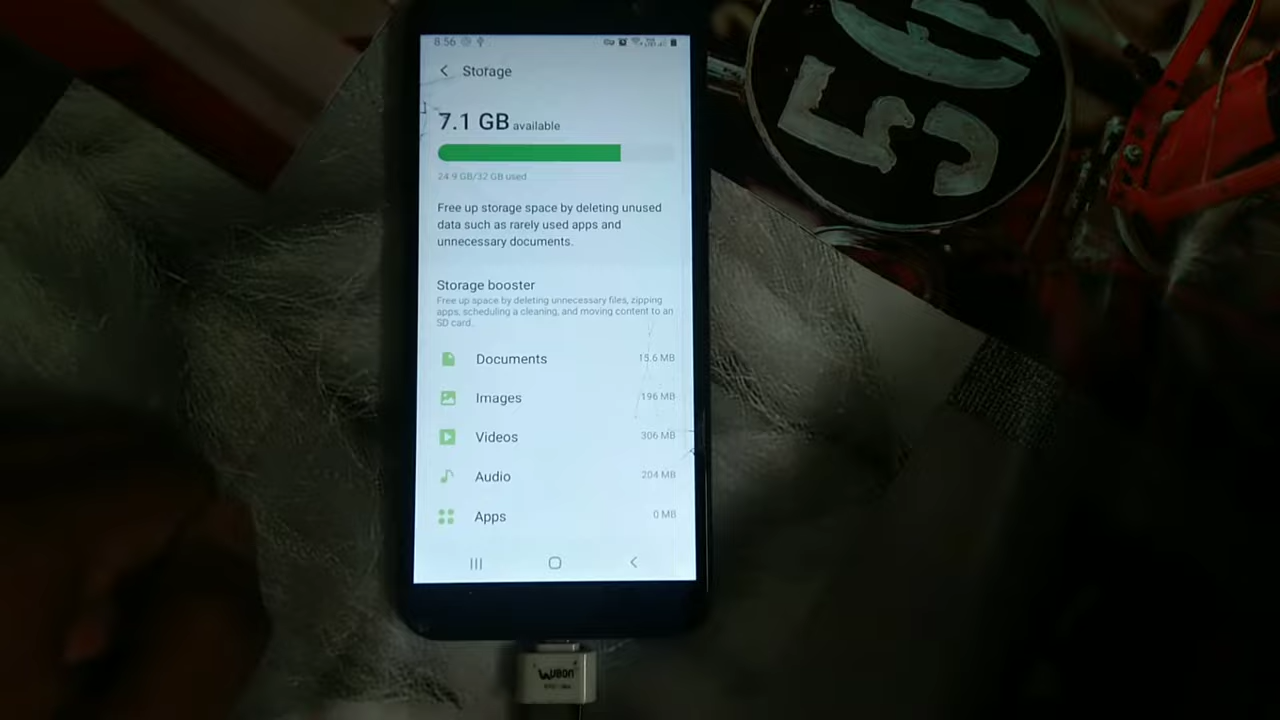 8.56
Storage
7.1 GB available
24.9 GB/32 GB used
Free up storage space by deleting unused
data such as rarely used apps and
unnecessary documents.
Storage booster
Free up space by deleting unnecessary files, zipping
apps, scheduling a cleaning, and moving content to an
SD card.
Documents 15.6 MB
Images 196 MB
Videos 306 MB
Audio 204 MB
Apps 0 MB